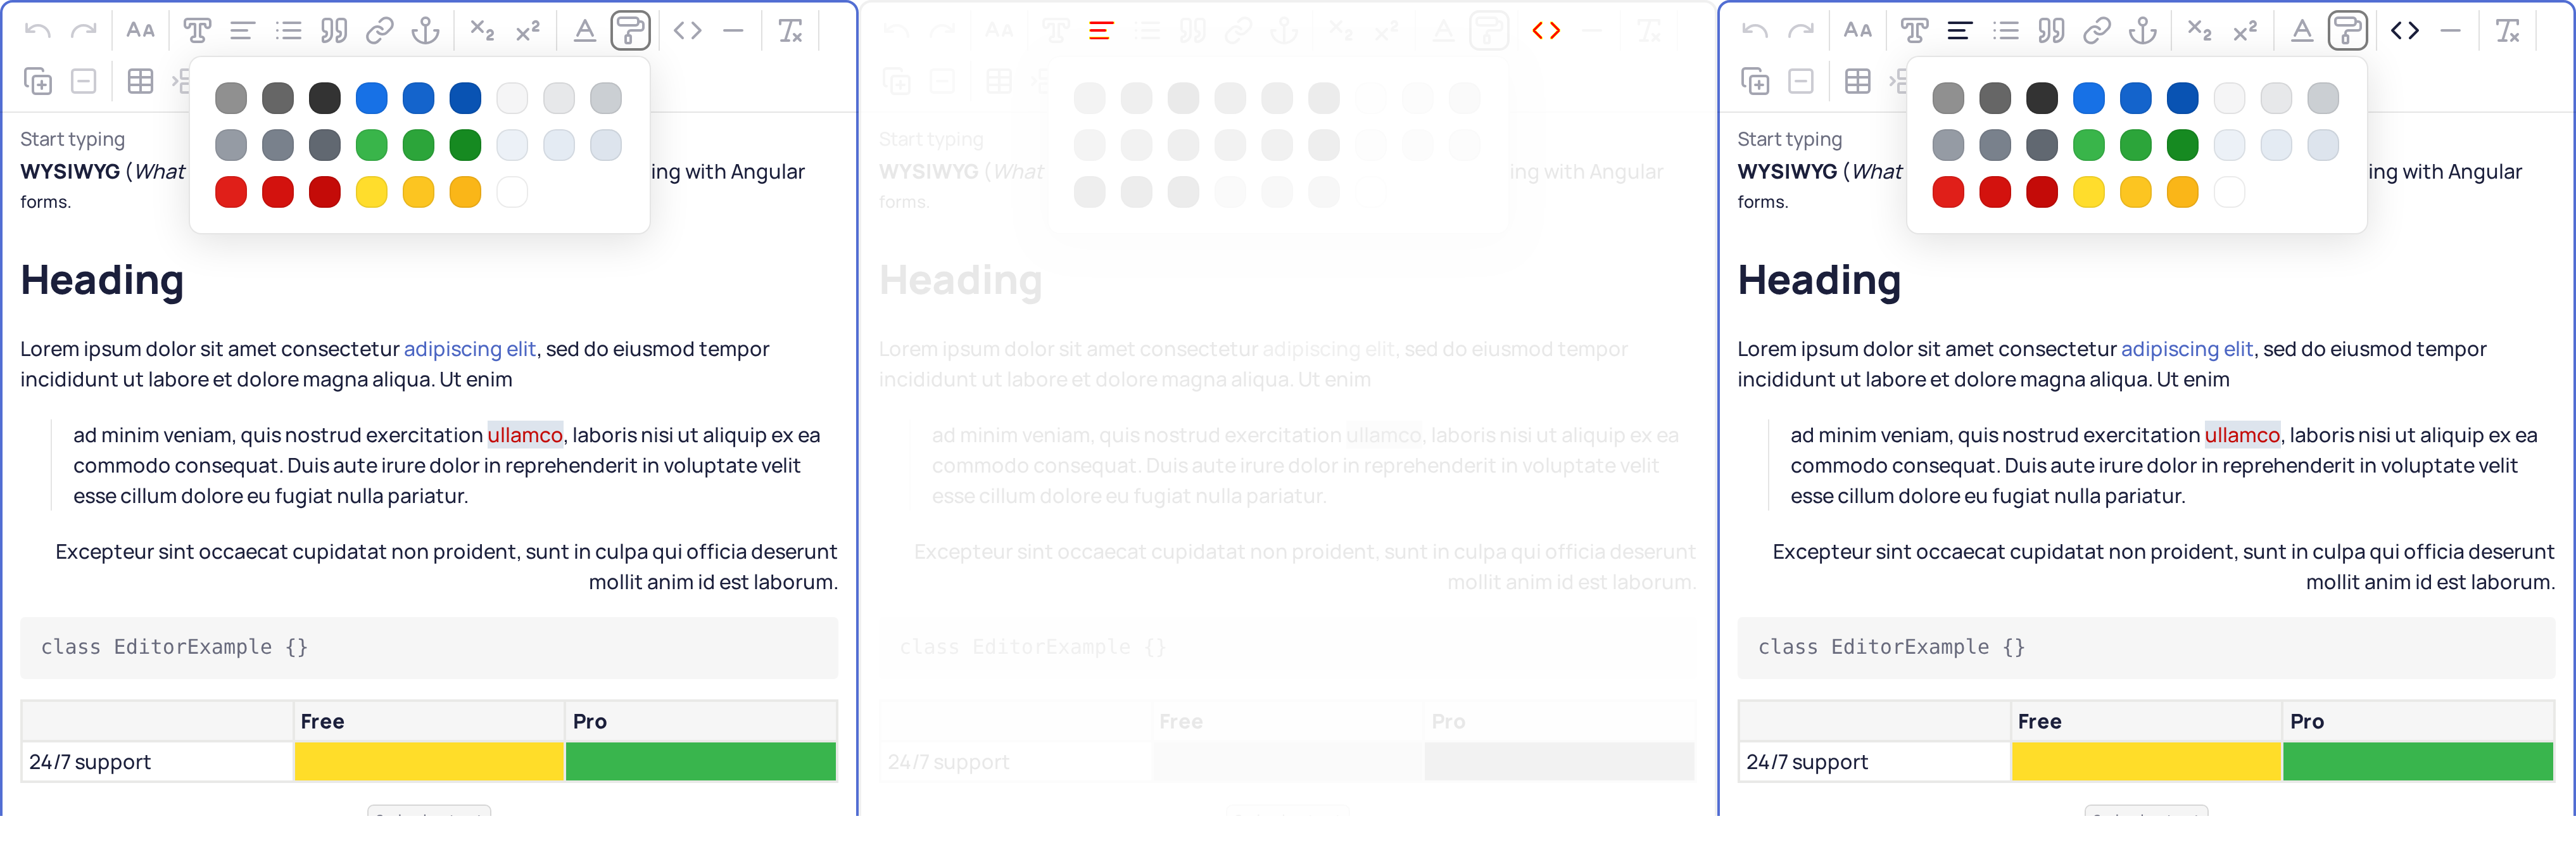 Start typing
WYSIWYG (What
ing with Angular
forms.
Heading
Lorem ipsum dolor sit amet consectetur adipiscing elit, sed do eiusmod tempor
incididunt ut labore et dolore magna aliqua. Ut enim
ad minim veniam, quis nostrud exercitation ullamco, laboris nisi ut aliquip ex ea
commodo consequat. Duis aute irure dolor in reprehenderit in voluptate velit
esse cillum dolore eu fugiat nulla pariatur.
Excepteur sint occaecat cupidatat non proident, sunt in culpa qui officia deserunt
mollit anim id est laborum.
class EditorExample {}
Free Pro
24/7 support
Start typing
WYSIWYG (What
ing with Angular
forms.
Heading
Lorem ipsum dolor sit amet consectetur adipiscing elit, sed do eiusmod tempor
incididunt ut labore et dolore magna aliqua. Ut enim
ad minim veniam, quis nostrud exercitation ullamco, laboris nisi ut aliquip ex ea
commodo consequat. Duis aute irure dolor in reprehenderit in voluptate velit
esse cillum dolore eu fugiat nulla pariatur.
Excepteur sint occaecat cupidatat non proident, sunt in culpa qui officia deserunt
mollit anim id est laborum.
class EditorExample {}
Free Pro
24/7 support
Start typing
WYSIWYG (What
ing with Angular
forms.
Heading
Lorem ipsum dolor sit amet consectetur adipiscing elit, sed do eiusmod tempor
incididunt ut labore et dolore magna aliqua. Ut enim
ad minim veniam, quis nostrud exercitation ullamco, laboris nisi ut aliquip ex ea
commodo consequat. Duis aute irure dolor in reprehenderit in voluptate velit
esse cillum dolore eu fugiat nulla pariatur.
Excepteur sint occaecat cupidatat non proident, sunt in culpa qui officia deserunt
mollit anim id est laborum.
class EditorExample {}
Free Pro
24/7 support